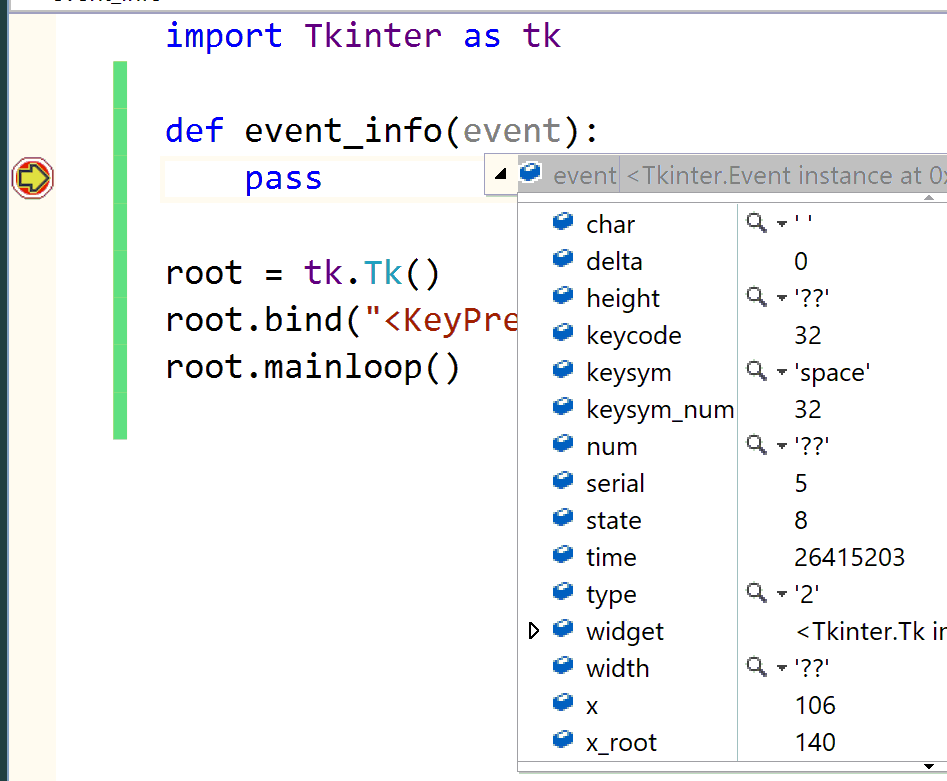 import Tkinter as tk
def event_info(event):
pass
event <Tkinter.Event instance at 0x
root = tk.Tk()
root.bind("<KeyPre
root.mainloop()
char ' '
delta 0
height '??'
keycode 32
keysym 'space'
keysym_num 32
num '??'
serial 5
state 8
time 26415203
type '2'
widget <Tkinter.Tk in
width '??'
x 106
x_root 140